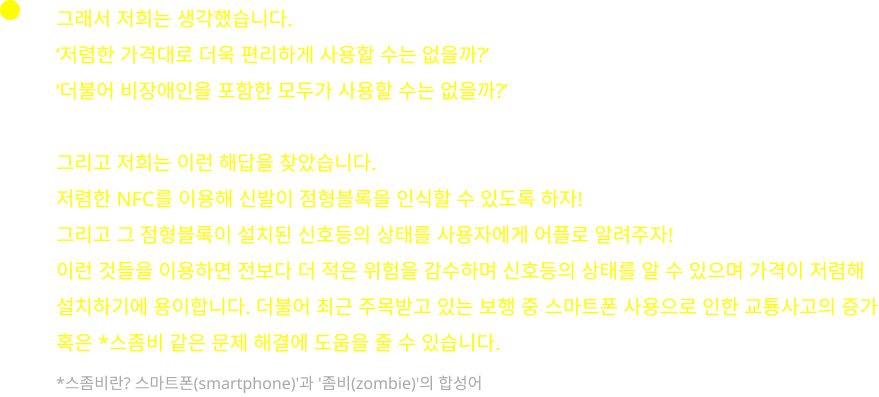 그래서 저희는 생각했습니다.
'저렴한 가격대로 더욱 편리하게 사용할 수는 없을까?'
'더불어 비장애인을 포함한 모두가 사용할 수는 없을까?'
그리고 저희는 이런 해답을 찾았습니다.
저렴한 NFC를 이용해 신발이 점형블록을 인식할 수 있도록 하자!
그리고 그 점형블록이 설치된 신호등의 상태를 사용자에게 어플로 알려주자!
이런 것들을 이용하면 전보다 더 적은 위험을 감수하며 신호등의 상태를 알 수 있으며 가격이 저렴해
설치하기에 용이합니다. 더불어 최근 주목받고 있는 보행 중 스마트폰 사용으로 인한 교통사고의 증가
혹은 *스좀비 같은 문제 해결에 도움을 줄 수 있습니다.
*스좀비란? 스마트폰(smartphone)'과 '좀비(zombie)'의 합성어